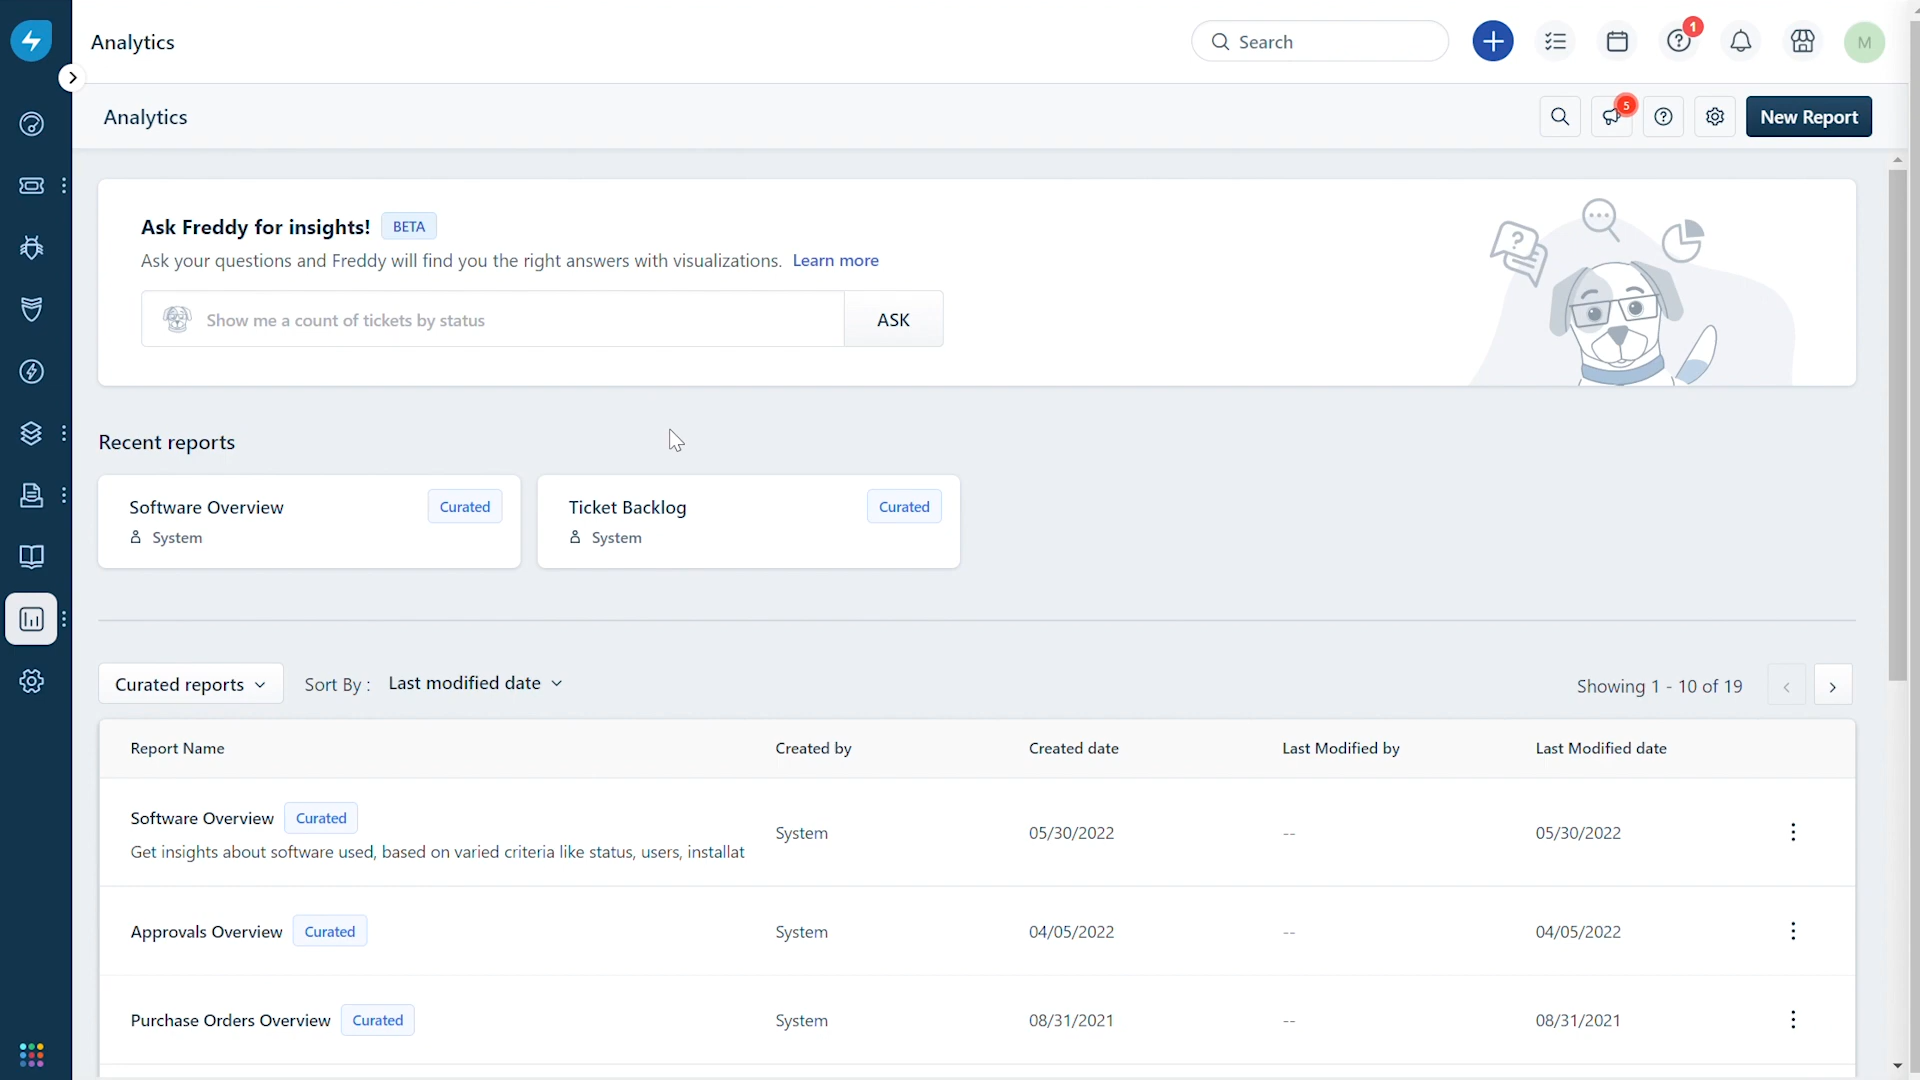 Analytics
Search
1
M
Analytics
5
New Report
Ask Freddy for insights! BETA
Ask your questions and Freddy will find you the right answers with visualizations. Learn more
Show me a count of tickets by status
ASK
?
Recent reports
Software Overview Curated
System
Ticket Backlog Curated
System
Curated reports
Sort By : Last modified date
Showing 1 - 10 of 19
Report Name Created by Created date Last Modified by Last Modified date
Software Overview Curated
Get insights about software used, based on varied criteria like status, users, installat
System 05/30/2022 -- 05/30/2022
Approvals Overview Curated System 04/05/2022 -- 04/05/2022
Purchase Orders Overview Curated System 08/31/2021 -- 08/31/2021